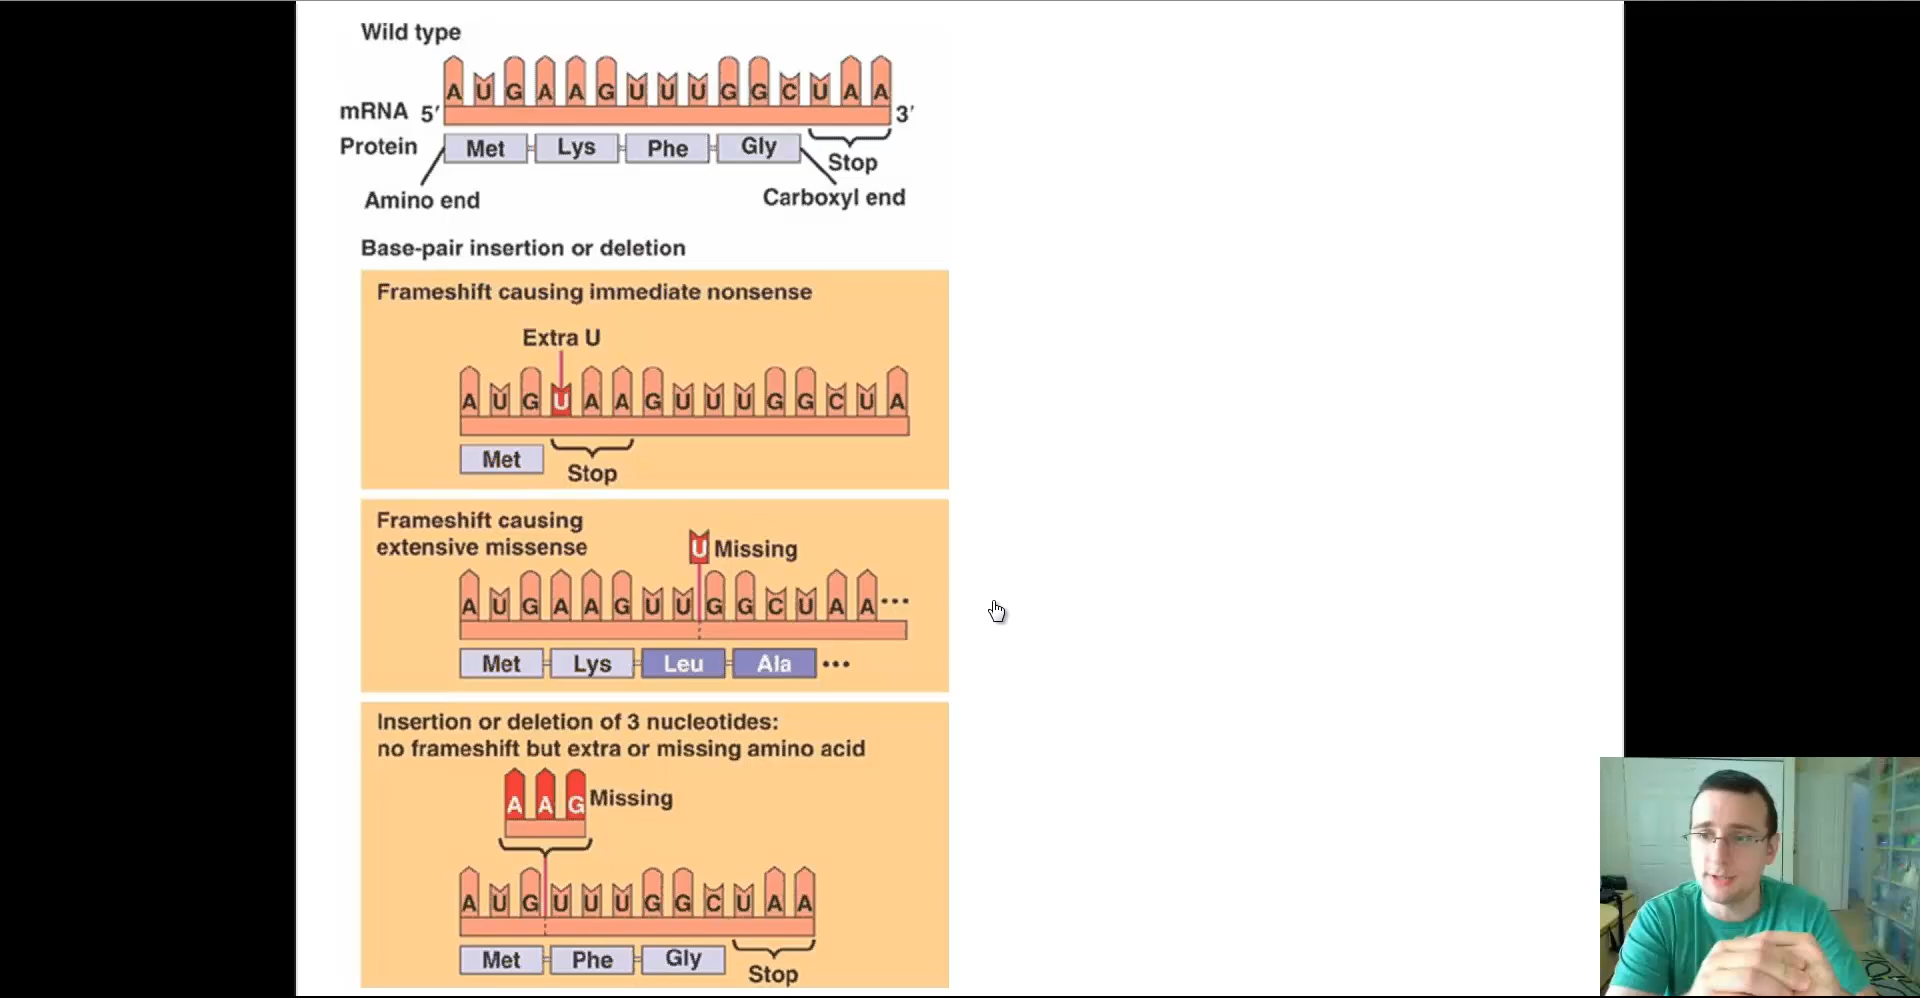 Wild type
A U G A A G U U U G G C U A A
mRNA 5′ 3′
Protein Met Lys Phe Gly Stop
Amino end Carboxyl end
Base-pair insertion or deletion
Frameshift causing immediate nonsense
Extra U
A U G U A A G U U U G G C U A
Met Stop
Frameshift causing
extensive missense
U Missing
A U G A A G U U G G C U A A •••
Met Lys Leu Ala •••
Insertion or deletion of 3 nucleotides:
no frameshift but extra or missing amino acid
A A G Missing
A U G U U U G G C U A A
Met Phe Gly Stop